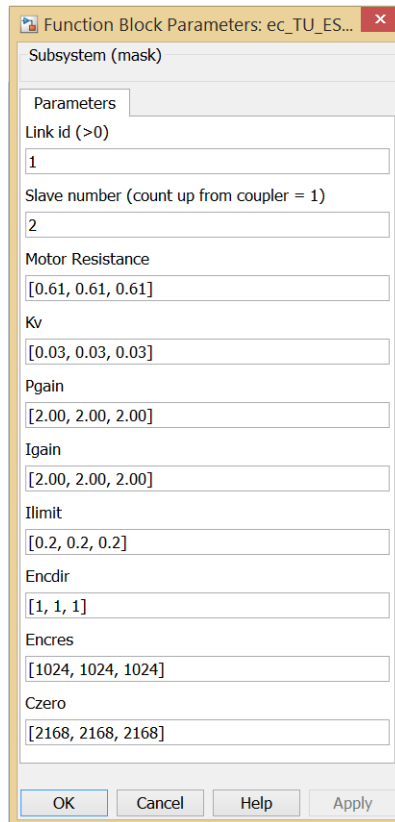 Function Block Parameters: ec_TU_ES...
Subsystem (mask)
Parameters
Link id (>0)
1
Slave number (count up from coupler = 1)
2
Motor Resistance
[0.61, 0.61, 0.61]
Kv
[0.03, 0.03, 0.03]
Pgain
[2.00, 2.00, 2.00]
Igain
[2.00, 2.00, 2.00]
Ilimit
[0.2, 0.2, 0.2]
Encdir
[1, 1, 1]
Encres
[1024, 1024, 1024]
Czero
[2168, 2168, 2168]
OK Cancel Help Apply